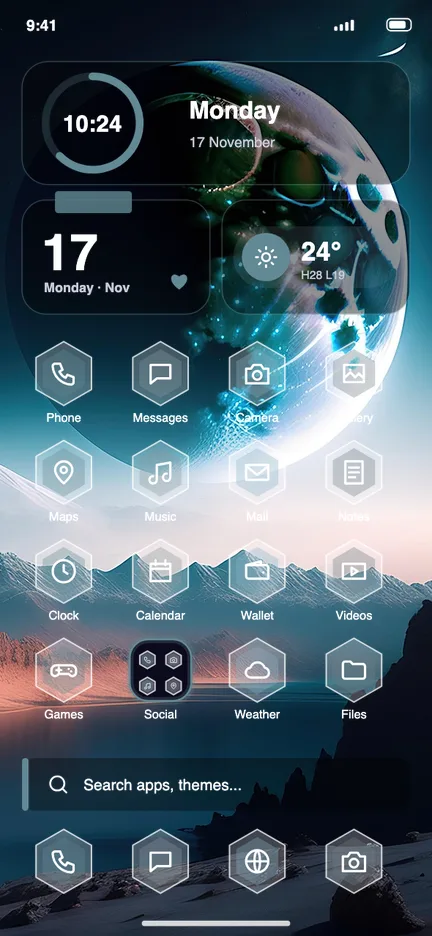 9:41
10:24
Monday
17 November
17
Monday · Nov
24°
H28 L19
Phone
Messages
Camera
Maps
Music
Mail
Notes
Clock
Calendar
Wallet
Videos
Games
Social
Weather
Files
Search apps, themes...